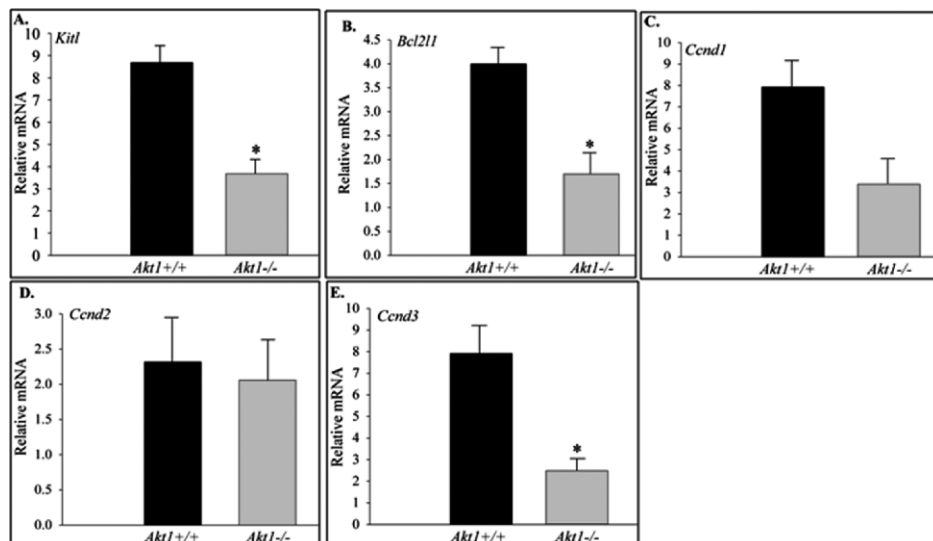 A.
Kitl
Relative mRNA
10
9
8
7
6
5
4
3
2
1
0
Akt1+/+ Akt1-/-
*
B.
Bcl2l1
Relative mRNA
4.5
4.0
3.5
3.0
2.5
2.0
1.5
1.0
0.5
0.0
Akt1+/+ Akt1-/-
*
C.
Ccnd1
Relative mRNA
10
9
8
7
6
5
4
3
2
1
0
Akt1+/+ Akt1-/-
D.
Ccnd2
Relative mRNA
3.0
2.5
2.0
1.5
1.0
0.5
0.0
Akt1+/+ Akt1-/-
E.
Ccnd3
Relative mRNA
10
9
8
7
6
5
4
3
2
1
0
Akt1+/+ Akt1-/-
*